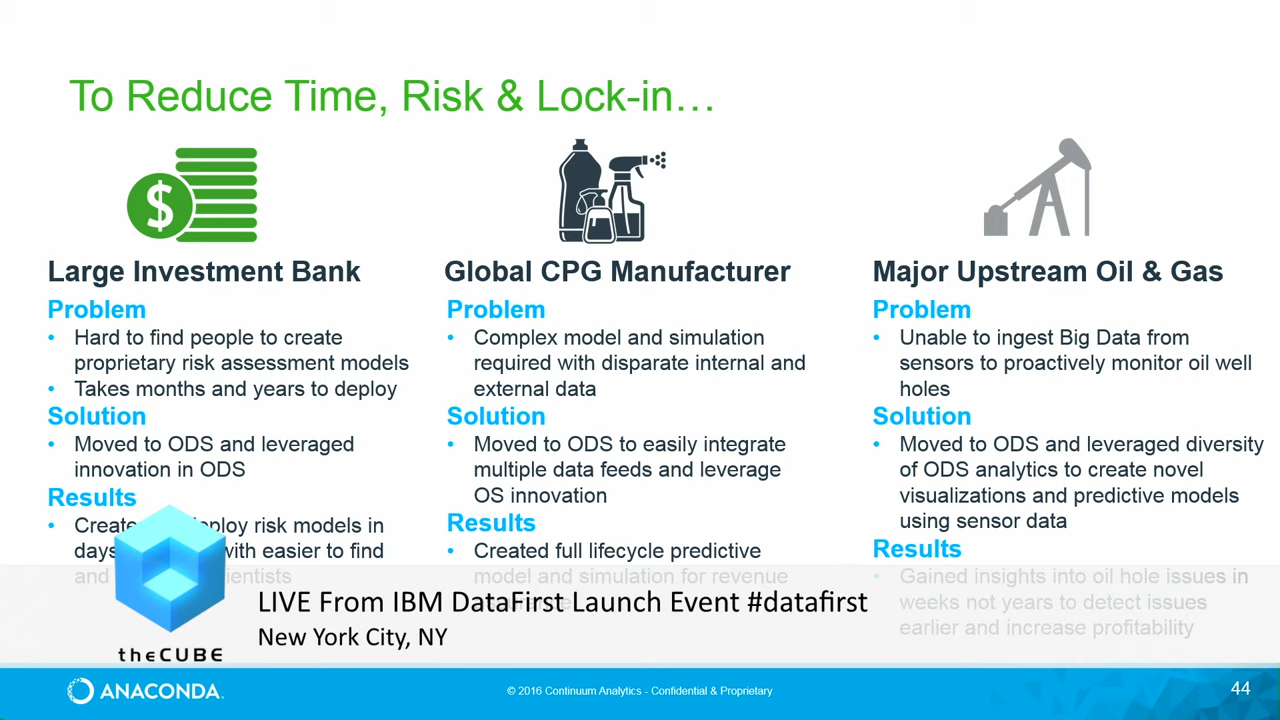 To Reduce Time, Risk & Lock-in…
$
Large Investment Bank
Problem
• Hard to find people to create
proprietary risk assessment models
• Takes months and years to deploy
Solution
• Moved to ODS and leveraged
innovation in ODS
Results
• Create deploy risk models in
days with easier to find
and
Global CPG Manufacturer
Problem
• Complex model and simulation
required with disparate internal and
external data
Solution
• Moved to ODS to easily integrate
multiple data feeds and leverage
OS innovation
Results
• Created full lifecycle predictive
model and simulation for revenue
Major Upstream Oil & Gas
Problem
• Unable to ingest Big Data from
sensors to proactively monitor oil well
holes
Solution
• Moved to ODS and leveraged diversity
of ODS analytics to create novel
visualizations and predictive models
using sensor data
Results
• Gained insights into oil hole issues in
weeks not years to detect issues
earlier and increase profitability
LIVE From IBM DataFirst Launch Event #datafirst
New York City, NY
theCUBE
ANACONDA.
© 2016 Continuum Analytics - Confidential & Proprietary
44